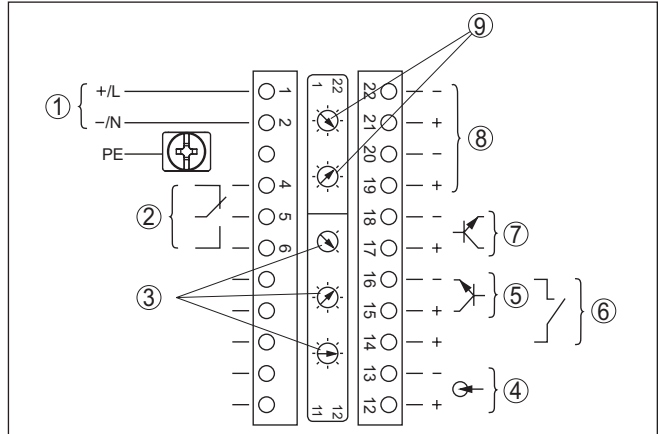 ⑨
1 22
① +/L 1 22 −
−/N 2 21 + ⑧
PE 20 −
4 19 +
② 5 18 − ⑦
6 17 +
16 − ⑤ ⑥
③ 15 +
14 +
13 − ④
12 +
11 12